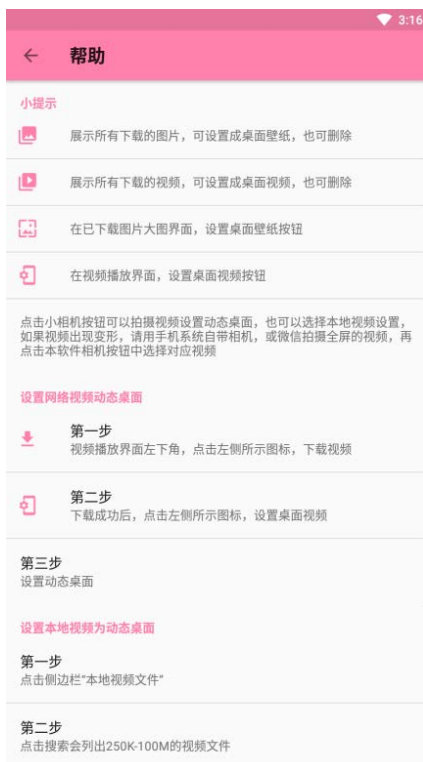 3:16
帮助
小提示
展示所有下载的图片，可设置成桌面壁纸，也可删除
展示所有下载的视频，可设置成桌面视频，也可删除
在已下载图片大图界面，设置桌面壁纸按钮
在视频播放界面，设置桌面视频按钮
点击小相机按钮可以拍摄视频设置动态桌面，也可以选择本地视频设置，
如果视频出现变形，请用手机系统自带相机，或微信拍摄全屏的视频，再
点击本软件相机按钮中选择对应视频
设置网络视频动态桌面
第一步
视频播放界面左下角，点击左侧所示图标，下载视频
第二步
下载成功后，点击左侧所示图标，设置桌面视频
第三步
设置动态桌面
设置本地视频为动态桌面
第一步
点击侧边栏"本地视频文件"
第二步
点击搜索会列出250K-100M的视频文件